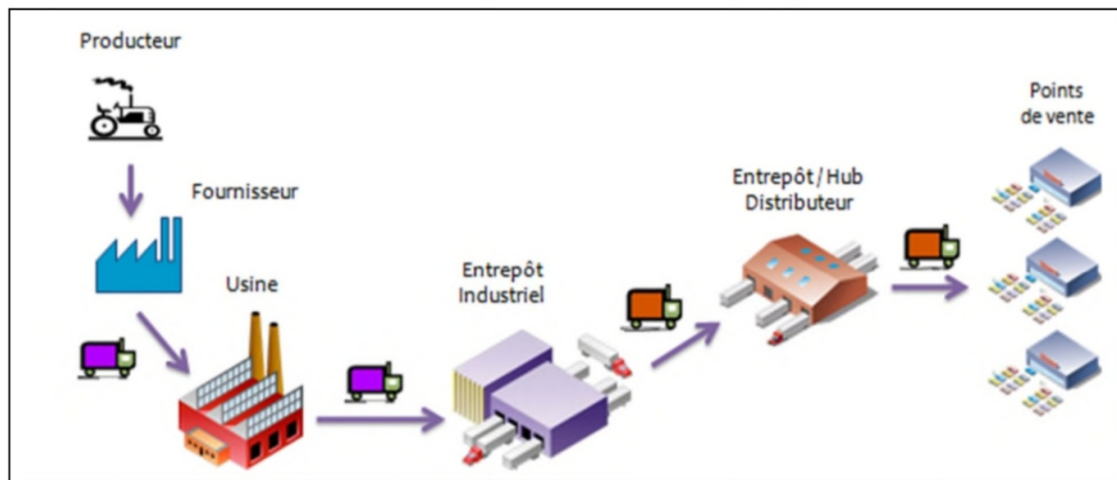 Producteur
Fournisseur
Usine
Entrepôt
Industriel
Entrepôt / Hub
Distributeur
Points
de vente